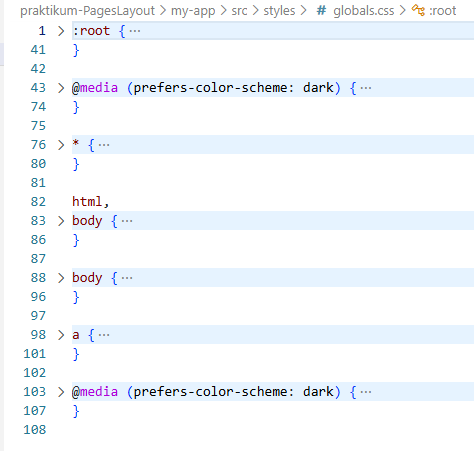 praktikum-PagesLayout > my-app > src > styles > # globals.css > :root
1 > :root { ···
41 }
42
43 > @media (prefers-color-scheme: dark) { ···
74 }
75
76 > * { ···
80 }
81
82 html,
83 > body { ···
86 }
87
88 > body { ···
96 }
97
98 > a { ···
101 }
102
103 > @media (prefers-color-scheme: dark) { ···
107 }
108